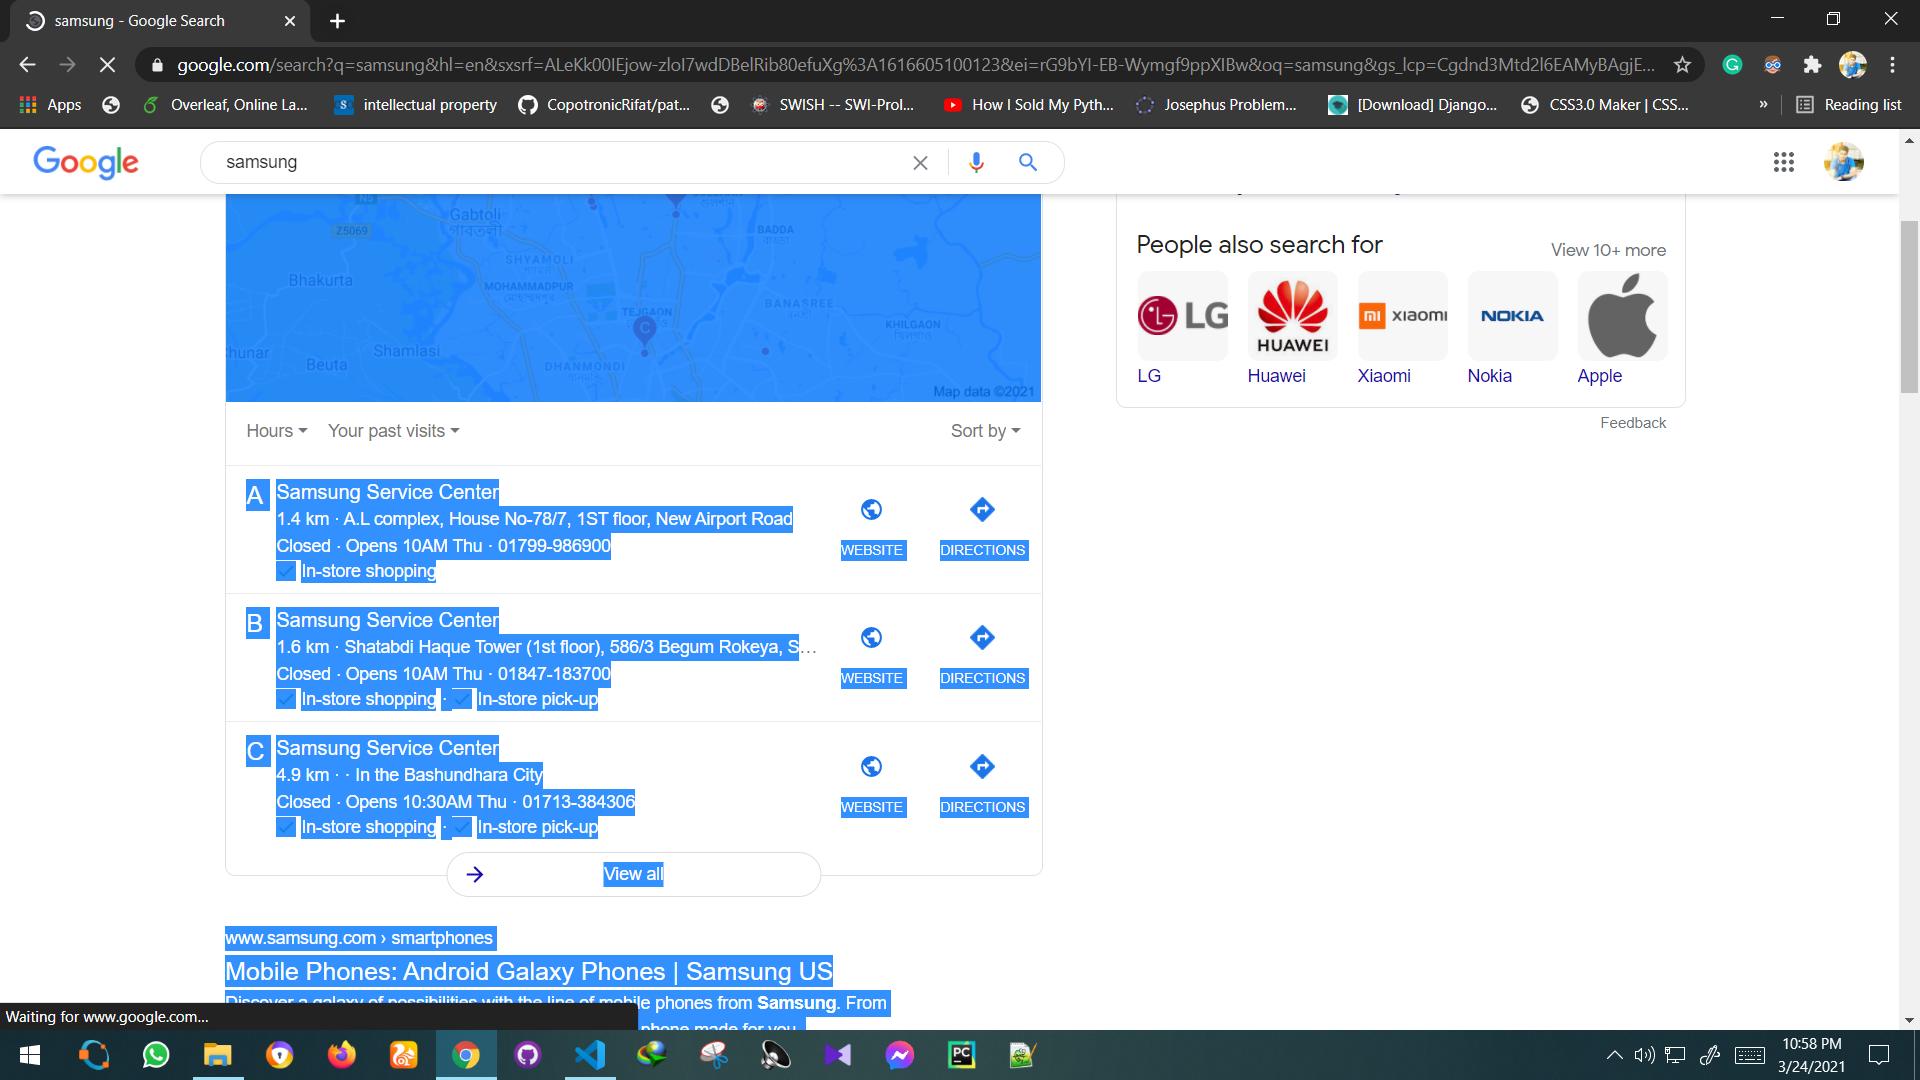 samsung - Google Search
google.com/search?q=samsung&hl=en&sxsrf=ALeKk00IEjow-zloI7wdDBelRib80efuXg%3A1616605100123&ei=rG9bYI-EB-Wymgf9ppXIBw&oq=samsung&gs_lcp=Cgdnd3Mtd2l6EAMyBAgjE...
Apps Overleaf, Online La... intellectual property CopotronicRifat/pat... SWISH -- SWI-Prol... How I Sold My Pyth... Josephus Problem... [Download] Django... CSS3.0 Maker | CSS... » Reading list
Google samsung
N5
Gabtoli
গাবতলী
Z5069
BADDA
বাড্ডা
SHYAMOLI
Bhakurta
MOHAMMADPUR
BANASREE
TEJGAON
C
KHILGAON
hunar
Shamlasi
Beuta
DHANMONDI
Map data ©2021
Hours Your past visits Sort by
A Samsung Service Center
1.4 km · A.L complex, House No-78/7, 1ST floor, New Airport Road
Closed · Opens 10AM Thu · 01799-986900
In-store shopping
WEBSITE DIRECTIONS
B Samsung Service Center
1.6 km · Shatabdi Haque Tower (1st floor), 586/3 Begum Rokeya, S...
Closed · Opens 10AM Thu · 01847-183700
In-store shopping · In-store pick-up
WEBSITE DIRECTIONS
C Samsung Service Center
4.9 km · · In the Bashundhara City
Closed · Opens 10:30AM Thu · 01713-384306
In-store shopping · In-store pick-up
WEBSITE DIRECTIONS
View all
www.samsung.com › smartphones
Mobile Phones: Android Galaxy Phones | Samsung US
Discover a galaxy of possibilities with the line of mobile phones from Samsung. From
phone made for you.
People also search for
View 10+ more
LG HUAWEI mi xiaomi NOKIA
LG Huawei Xiaomi Nokia Apple
Feedback
Waiting for www.google.com...
PC
10:58 PM
3/24/2021